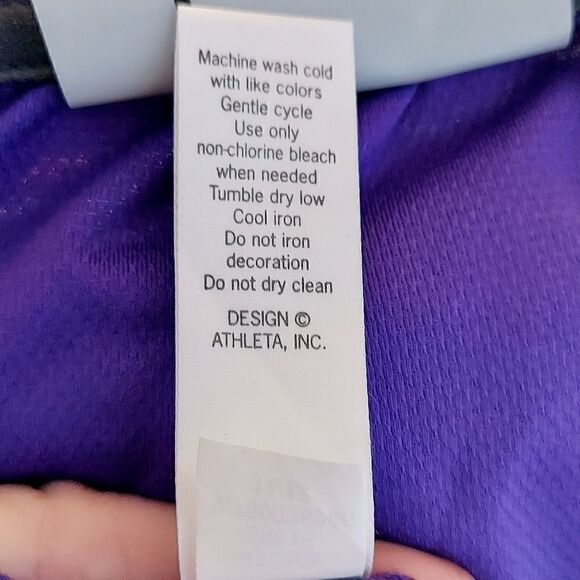 Machine wash cold
with like colors
Gentle cycle
Use only
non-chlorine bleach
when needed
Tumble dry low
Cool iron
Do not iron
decoration
Do not dry clean
DESIGN ©
ATHLETA, INC.